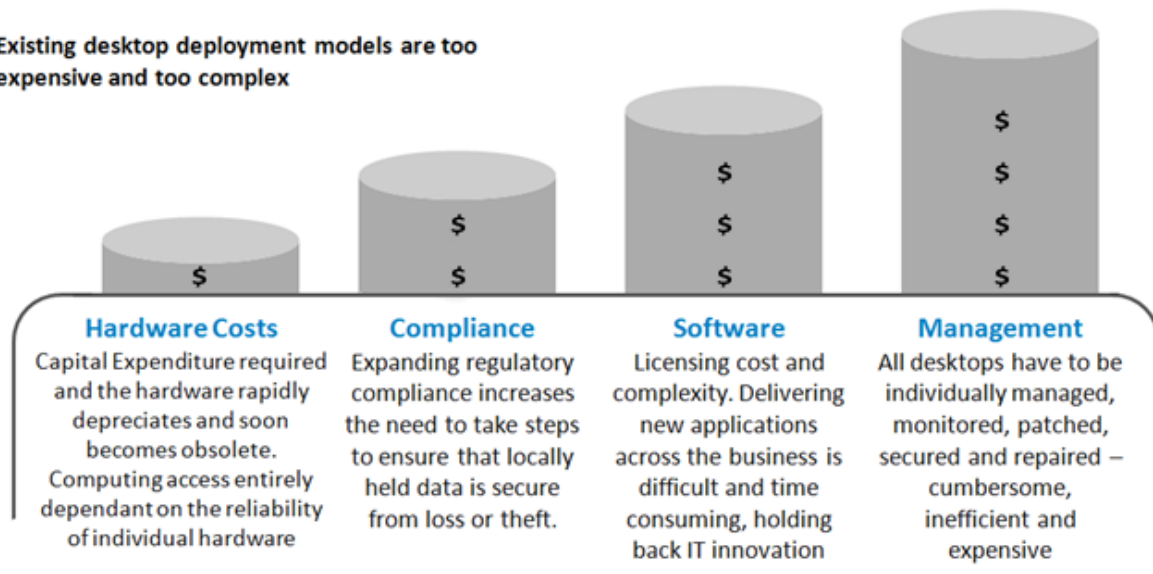 Existing desktop deployment models are too
expensive and too complex
$
$
$
$
$
$
$
$
$
$
Hardware Costs
Capital Expenditure required
and the hardware rapidly
depreciates and soon
becomes obsolete.
Computing access entirely
dependant on the reliability
of individual hardware
Compliance
Expanding regulatory
compliance increases
the need to take steps
to ensure that locally
held data is secure
from loss or theft.
Software
Licensing cost and
complexity. Delivering
new applications
across the business is
difficult and time
consuming, holding
back IT innovation
Management
All desktops have to be
individually managed,
monitored, patched,
secured and repaired –
cumbersome,
inefficient and
expensive